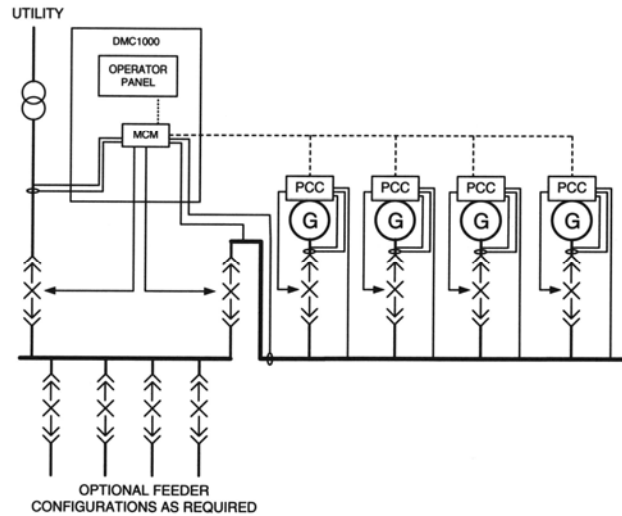 UTILITY
DMC1000
OPERATOR
PANEL
MCM
PCC
PCC
PCC
PCC
G
G
G
G
OPTIONAL FEEDER
CONFIGURATIONS AS REQUIRED